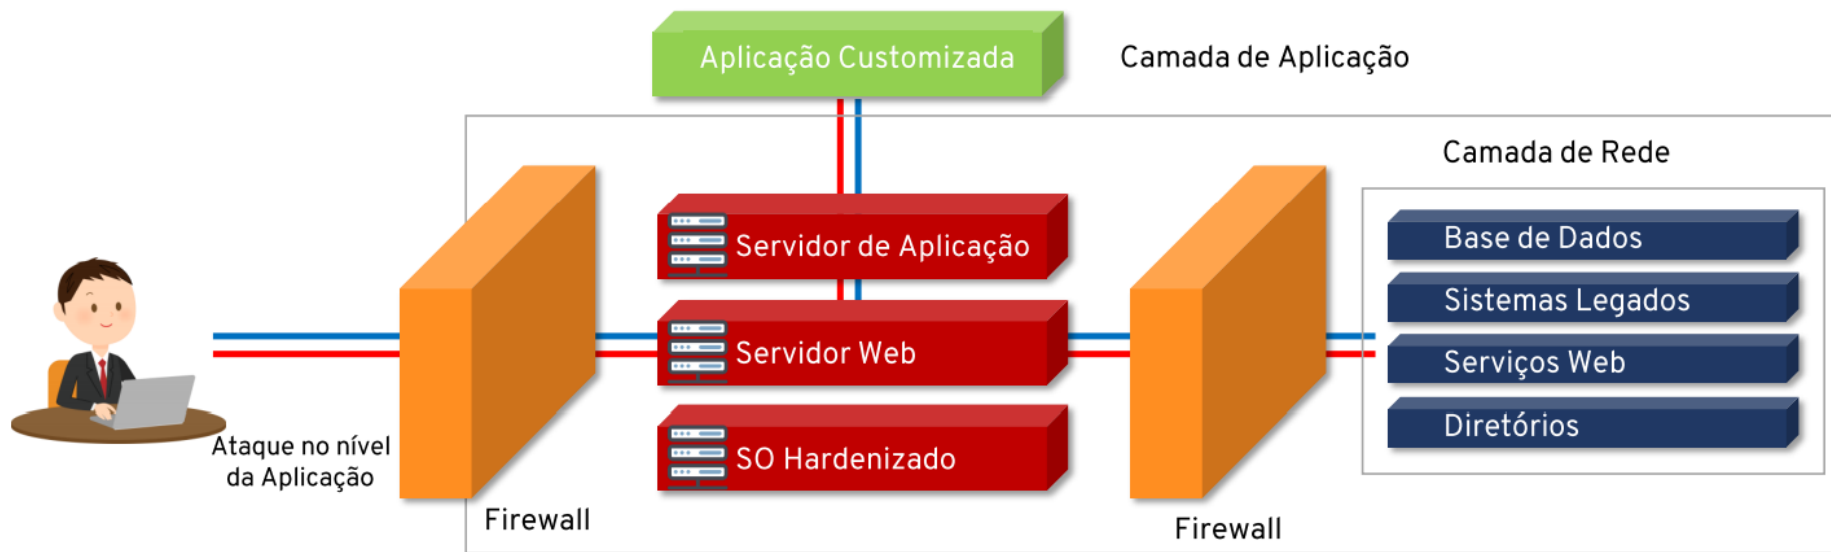 Aplicação Customizada
Camada de Aplicação
Camada de Rede
Servidor de Aplicação
Servidor Web
SO Hardenizado
Base de Dados
Sistemas Legados
Serviços Web
Diretórios
Ataque no nível
da Aplicação
Firewall
Firewall